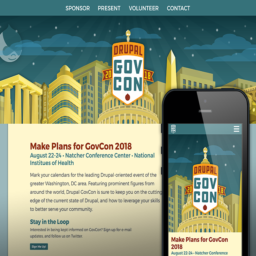 SPONSOR PRESENT VOLUNTEER CONTACT
DRUPAL
GOV
CON
2018
Make Plans for GovCon 2018
August 22-24 - Natcher Conference Center - National
Institues of Health
Mark your calendars for the leading Drupal oriented event of the
greater Washington, DC area. Featuring prominent figures from
around the world, Drupal GovCon is sure to keep you on the cutting
edge of the current state of Drupal, and how to leverage your skills
to better serve your community.
Stay in the Loop
Interested in being kept informed on GovCon? Sign up for e-mail
updates, and follow us on Twitter.
DRUPAL
GOV
CON
Make Plans for GovCon
2018
August 22-24 - Natcher Conference